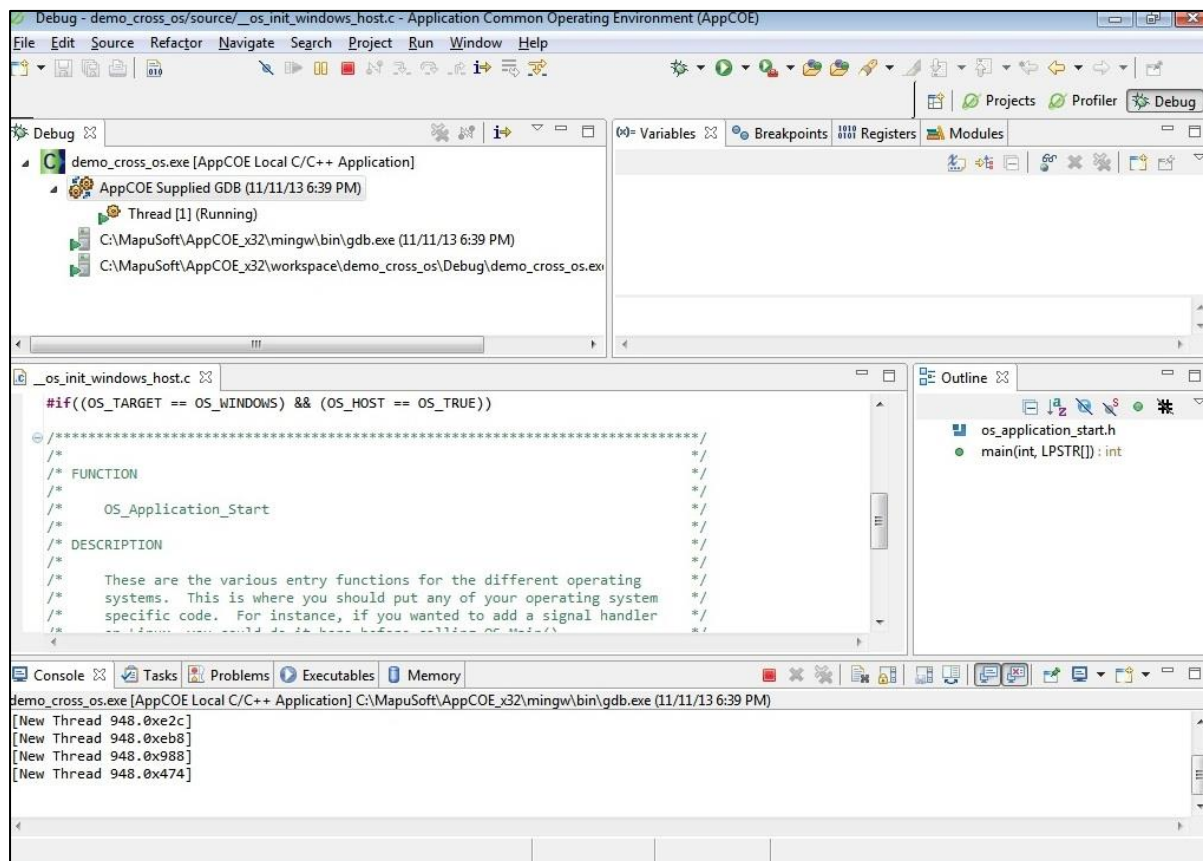 Debug - demo_cross_os/source/__os_init_windows_host.c - Application Common Operating Environment (AppCOE)
File Edit Source Refactor Navigate Search Project Run Window Help
Projects Profiler Debug
Debug
demo_cross_os.exe [AppCOE Local C/C++ Application]
AppCOE Supplied GDB (11/11/13 6:39 PM)
Thread [1] (Running)
C:\MapuSoft\AppCOE_x32\mingw\bin\gdb.exe (11/11/13 6:39 PM)
C:\MapuSoft\AppCOE_x32\workspace\demo_cross_os\Debug\demo_cross_os.exe
(x)= Variables Breakpoints Registers Modules
__os_init_windows_host.c
#if((OS_TARGET == OS_WINDOWS) && (OS_HOST == OS_TRUE))
/*******************************************************************************/
/* */
/* FUNCTION */
/* */
/* OS_Application_Start */
/* */
/* DESCRIPTION */
/* */
/* These are the various entry functions for the different operating */
/* systems. This is where you should put any of your operating system */
/* specific code. For instance, if you wanted to add a signal handler */
Outline
os_application_start.h
main(int, LPSTR[]) : int
Console Tasks Problems Executables Memory
demo_cross_os.exe [AppCOE Local C/C++ Application] C:\MapuSoft\AppCOE_x32\mingw\bin\gdb.exe (11/11/13 6:39 PM)
[New Thread 948.0xe2c]
[New Thread 948.0xeb8]
[New Thread 948.0x988]
[New Thread 948.0x474]